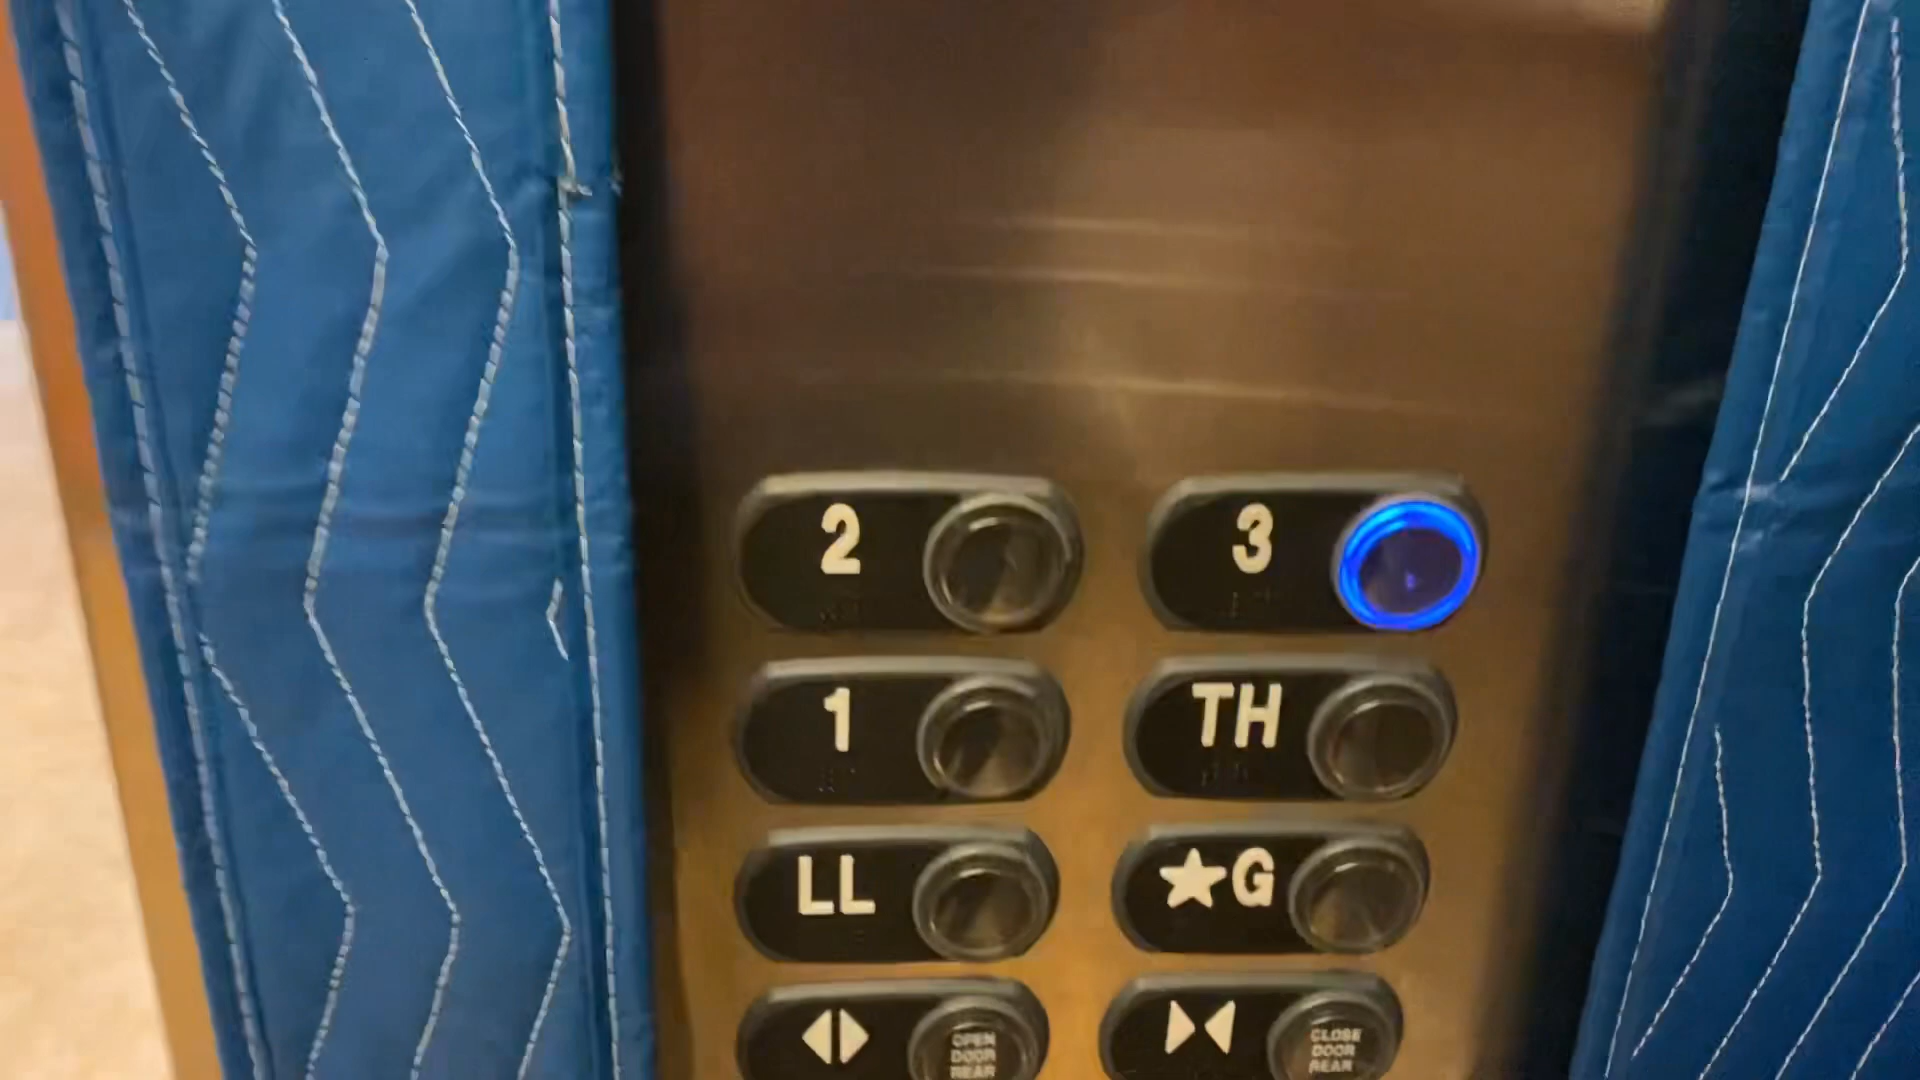 2
3
1
TH
LL
★G
OPEN
DOOR
REAR
CLOSE
DOOR
REAR